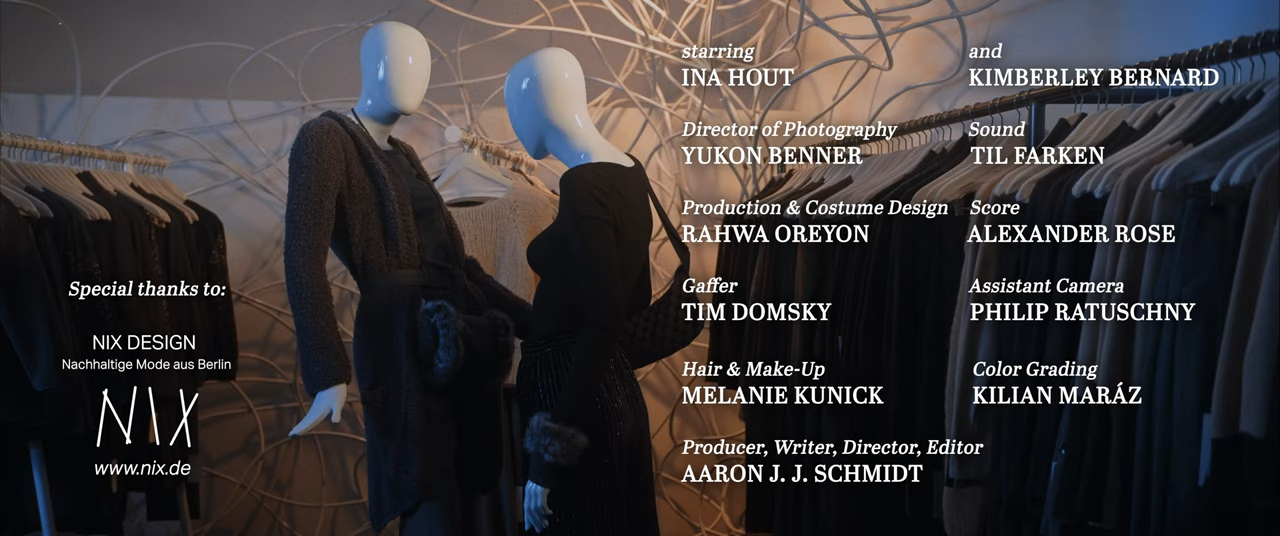 Special thanks to:
NIX DESIGN
Nachhaltige Mode aus Berlin
NIX
www.nix.de
starring
INA HOUT
and
KIMBERLEY BERNARD
Director of Photography
YUKON BENNER
Sound
TIL FARKEN
Production & Costume Design
RAHWA OREYON
Score
ALEXANDER ROSE
Gaffer
TIM DOMSKY
Assistant Camera
PHILIP RATUSCHNY
Hair & Make-Up
MELANIE KUNICK
Color Grading
KILIAN MARÁZ
Producer, Writer, Director, Editor
AARON J. J. SCHMIDT